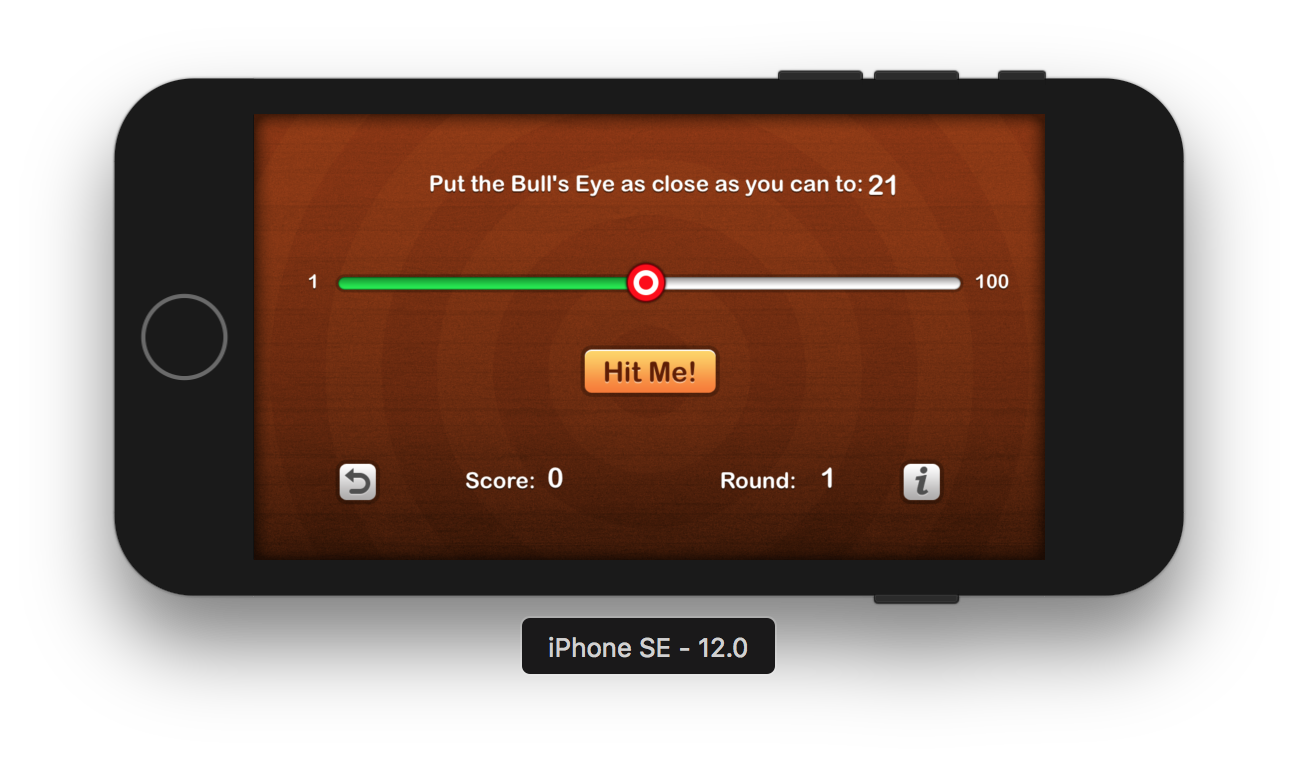 Put the Bull's Eye as close as you can to: 21
1 100
Hit Me!
Score: 0 Round: 1 i
iPhone SE - 12.0